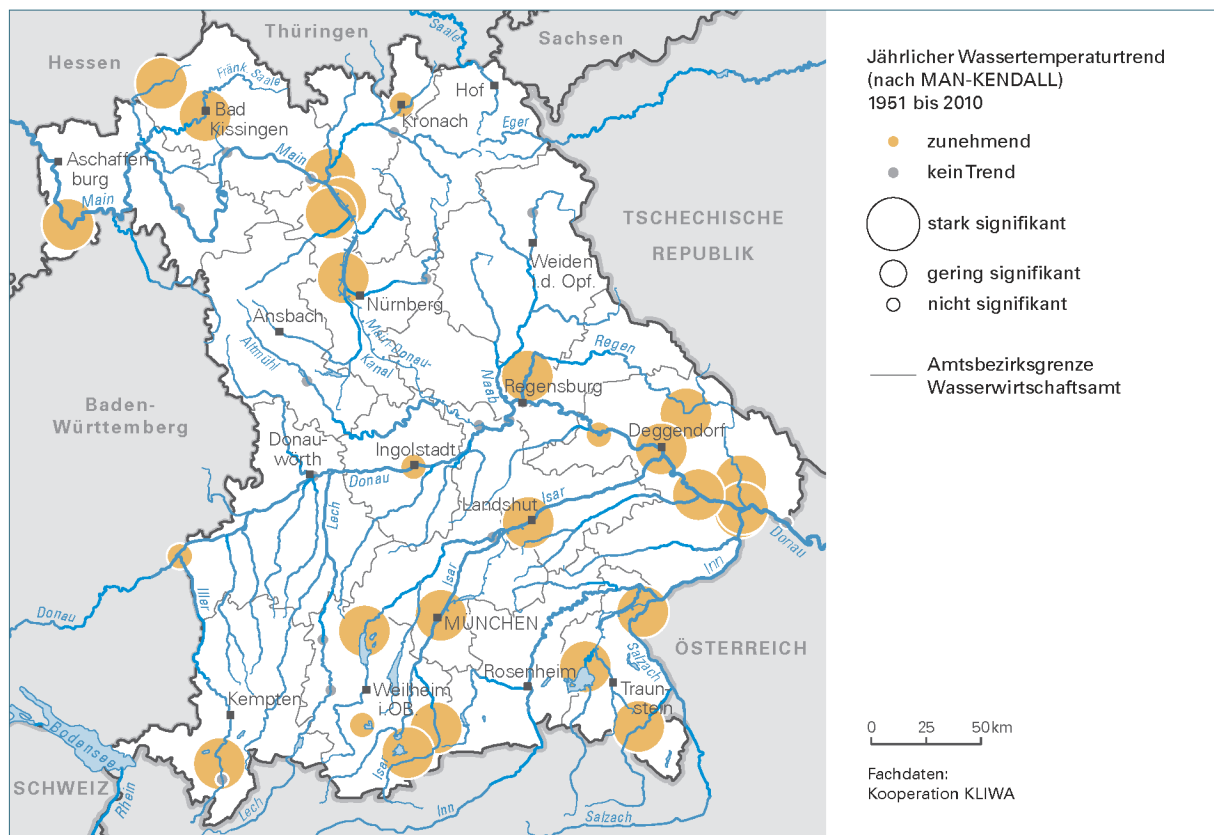 Thüringen
Saale
Sachsen
Hessen
Fränk. Saale
Hof
Bad
Kissingen
Kronach
Eger
Aschaffen-
burg
Main
Main
TSCHECHISCHE
REPUBLIK
Weiden
i.d. Opf.
Nürnberg
Ansbach
Main-Donau-
Kanal
Altmühl
Naab
Regen
Regensburg
Baden-
Württemberg
Donau-
wörth
Ingolstadt
Deggendorf
Donau
Lech
Landshut
Isar
Donau
Isar
Inn
Iller
Donau
MÜNCHEN
ÖSTERREICH
Salzach
Rosenheim
Traun-
stein
Kempten
Weilheim
i.OB.
Bodensee
Isar
SCHWEIZ
Rhein
Lech
Inn
Salzach
Jährlicher Wassertemperaturtrend
(nach MAN-KENDALL)
1951 bis 2010
zunehmend
kein Trend
stark signifikant
gering signifikant
nicht signifikant
Amtsbezirksgrenze
Wasserwirtschaftsamt
0 25 50 km
Fachdaten:
Kooperation KLIWA